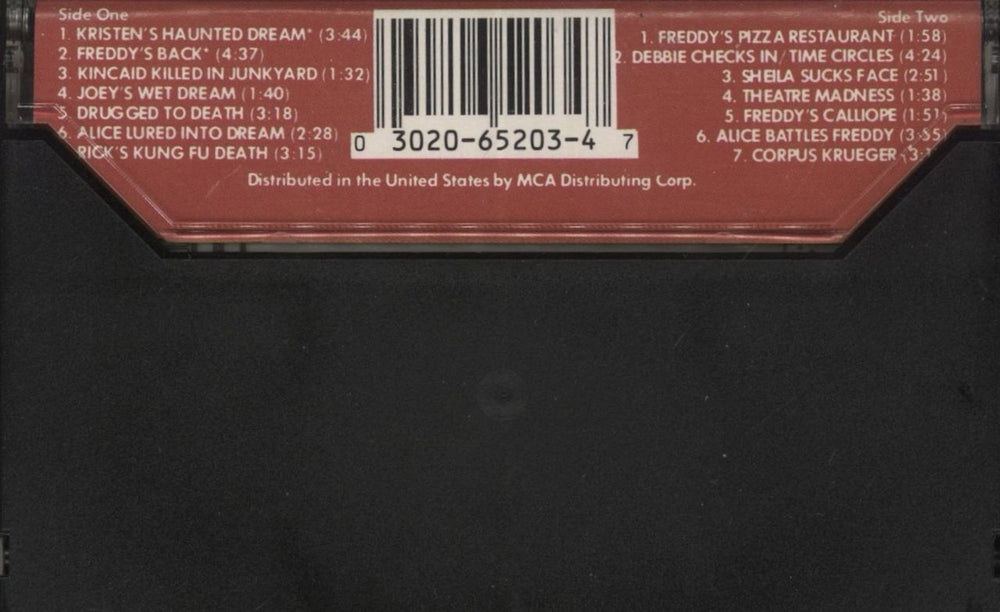 Side One
1. KRISTEN'S HAUNTED DREAM* (3:44)
2. FREDDY'S BACK* (4:37)
3. KINCAID KILLED IN JUNKYARD (1:32)
4. JOEY'S WET DREAM (1:40)
5. DRUGGED TO DEATH (3:18)
6. ALICE LURED INTO DREAM (2:28)
RICK'S KUNG FU DEATH (3:15)
0 3020-65203-4 7
Side Two
1. FREDDY'S PIZZA RESTAURANT (1:58)
2. DEBBIE CHECKS IN/TIME CIRCLES (4:24)
3. SHEILA SUCKS FACE (2:51)
4. THEATRE MADNESS (1:38)
5. FREDDY'S CALLIOPE (1:51)
6. ALICE BATTLES FREDDY (3:55)
7. CORPUS KRUEGER
Distributed in the United States by MCA Distributing Corp.